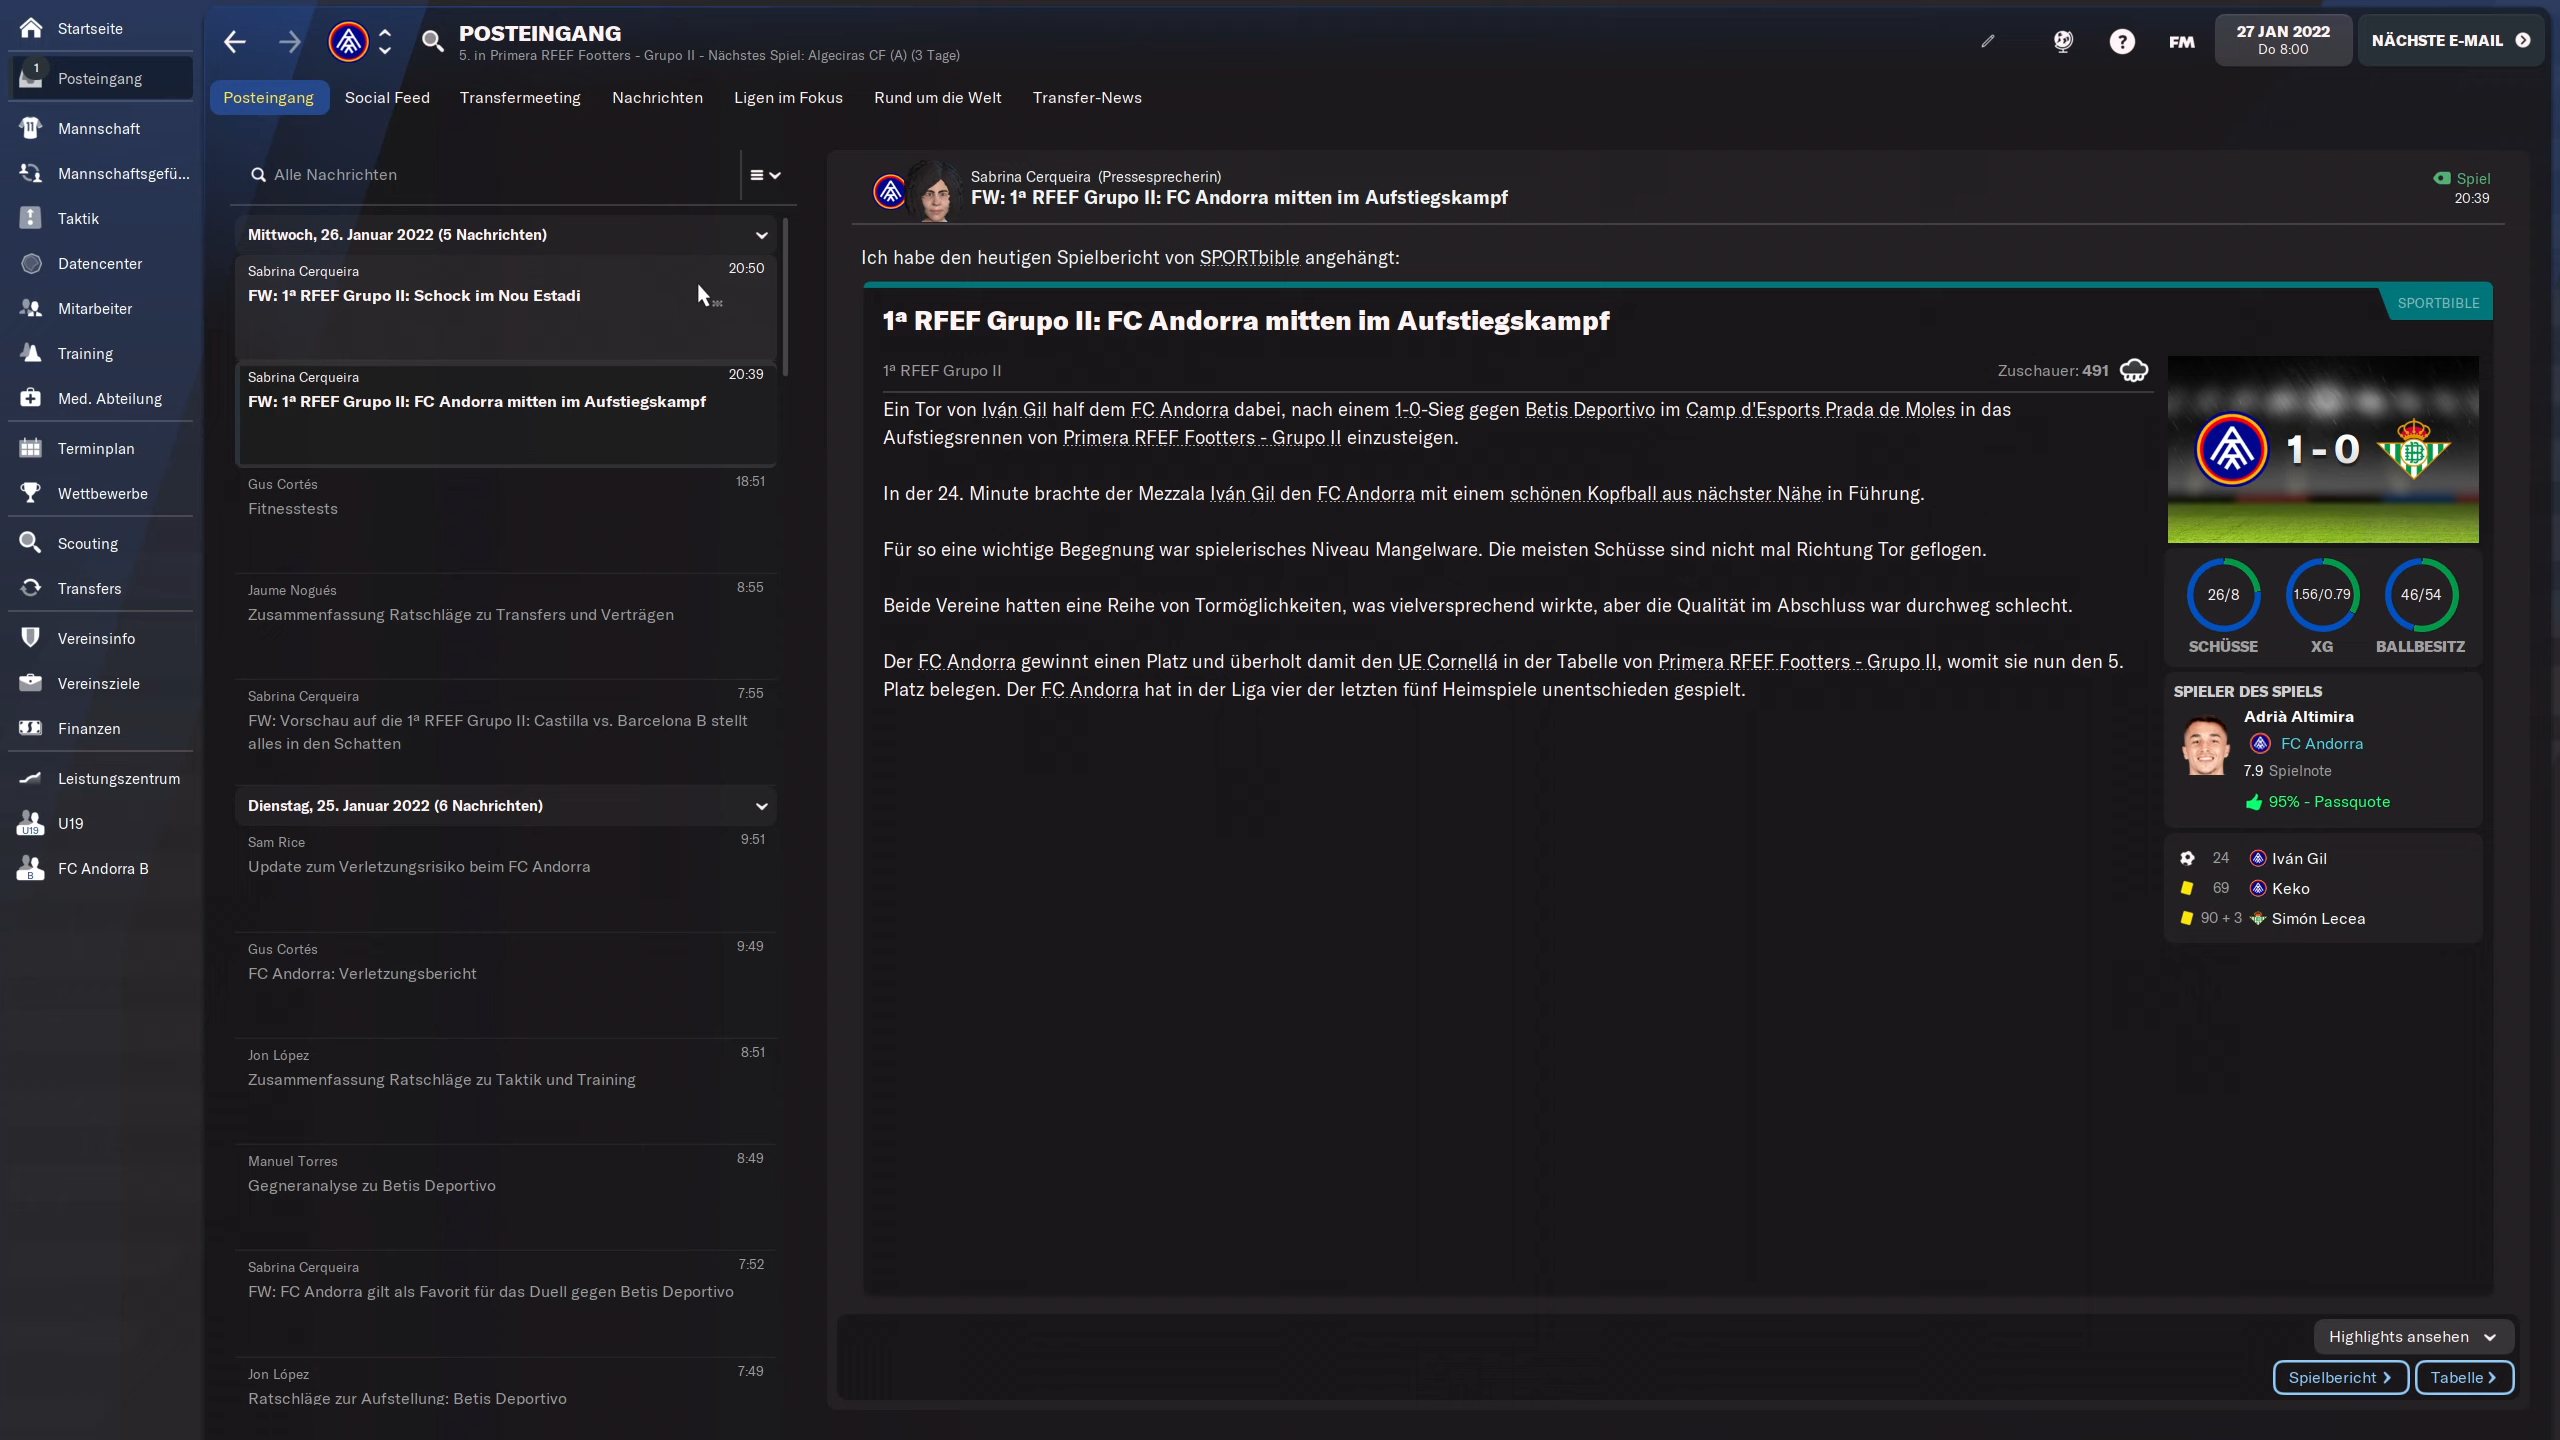 Startseite
1
Posteingang
Mannschaft
Mannschaftsgefü...
Taktik
Datencenter
Mitarbeiter
Training
Med. Abteilung
Terminplan
Wettbewerbe
Scouting
Transfers
Vereinsinfo
Vereinsziele
Finanzen
Leistungszentrum
U19
U19
B
FC Andorra B
POSTEINGANG
5. in Primera RFEF Footters - Grupo II - Nächstes Spiel: Algeciras CF (A) (3 Tage)
?
FM
27 JAN 2022
Do 8:00
NÄCHSTE E-MAIL
Posteingang
Social Feed
Transfermeeting
Nachrichten
Ligen im Fokus
Rund um die Welt
Transfer-News
Alle Nachrichten
Mittwoch, 26. Januar 2022 (5 Nachrichten)
Sabrina Cerqueira 20:50
FW: 1ª RFEF Grupo II: Schock im Nou Estadi
Sabrina Cerqueira 20:39
FW: 1ª RFEF Grupo II: FC Andorra mitten im Aufstiegskampf
Gus Cortés 18:51
Fitnesstests
Jaume Nogués 8:55
Zusammenfassung Ratschläge zu Transfers und Verträgen
Sabrina Cerqueira 7:55
FW: Vorschau auf die 1ª RFEF Grupo II: Castilla vs. Barcelona B stellt
alles in den Schatten
Dienstag, 25. Januar 2022 (6 Nachrichten)
Sam Rice 9:51
Update zum Verletzungsrisiko beim FC Andorra
Gus Cortés 9:49
FC Andorra: Verletzungsbericht
Jon López 8:51
Zusammenfassung Ratschläge zu Taktik und Training
Manuel Torres 8:49
Gegneranalyse zu Betis Deportivo
Sabrina Cerqueira 7:52
FW: FC Andorra gilt als Favorit für das Duell gegen Betis Deportivo
Jon López 7:49
Ratschläge zur Aufstellung: Betis Deportivo
Sabrina Cerqueira (Pressesprecherin)
FW: 1ª RFEF Grupo II: FC Andorra mitten im Aufstiegskampf
Spiel
20:39
Ich habe den heutigen Spielbericht von SPORTbible angehängt:
SPORTBIBLE
1ª RFEF Grupo II: FC Andorra mitten im Aufstiegskampf
1ª RFEF Grupo II
Zuschauer: 491
Ein Tor von Iván Gil half dem FC Andorra dabei, nach einem 1-0-Sieg gegen Betis Deportivo im Camp d'Esports Prada de Moles in das
Aufstiegsrennen von Primera RFEF Footters - Grupo II einzusteigen.
In der 24. Minute brachte der Mezzala Iván Gil den FC Andorra mit einem schönen Kopfball aus nächster Nähe in Führung.
Für so eine wichtige Begegnung war spielerisches Niveau Mangelware. Die meisten Schüsse sind nicht mal Richtung Tor geflogen.
Beide Vereine hatten eine Reihe von Tormöglichkeiten, was vielversprechend wirkte, aber die Qualität im Abschluss war durchweg schlecht.
Der FC Andorra gewinnt einen Platz und überholt damit den UE Cornellá in der Tabelle von Primera RFEF Footters - Grupo II, womit sie nun den 5.
Platz belegen. Der FC Andorra hat in der Liga vier der letzten fünf Heimspiele unentschieden gespielt.
1 - 0
26/8
1.56/0.79
46/54
SCHÜSSE
XG
BALLBESITZ
SPIELER DES SPIELS
Adrià Altimira
FC Andorra
7.9 Spielnote
95% - Passquote
24 Iván Gil
69 Keko
90 + 3 Simón Lecea
Highlights ansehen
Spielbericht
Tabelle